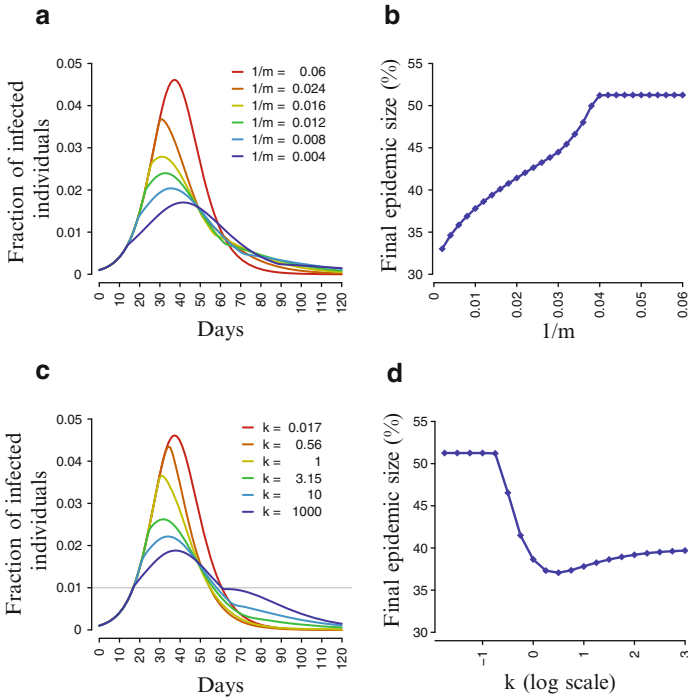 a
Fraction of infected
individuals
0.05
0.04
0.03
0.02
0.01
0
1/m = 0.06
1/m = 0.024
1/m = 0.016
1/m = 0.012
1/m = 0.008
1/m = 0.004
0 10 20 30 40 50 60 70 80 90 100 110 120
Days
b
Final epidemic size (%)
55
50
45
40
35
30
0 0.01 0.02 0.03 0.04 0.05 0.06
1/m
c
Fraction of infected
individuals
0.05
0.04
0.03
0.02
0.01
0
k = 0.017
k = 0.56
k = 1
k = 3.15
k = 10
k = 1000
0 10 20 30 40 50 60 70 80 90 100 110 120
Days
d
Final epidemic size (%)
55
50
45
40
35
30
−1 0 1 2 3
k (log scale)